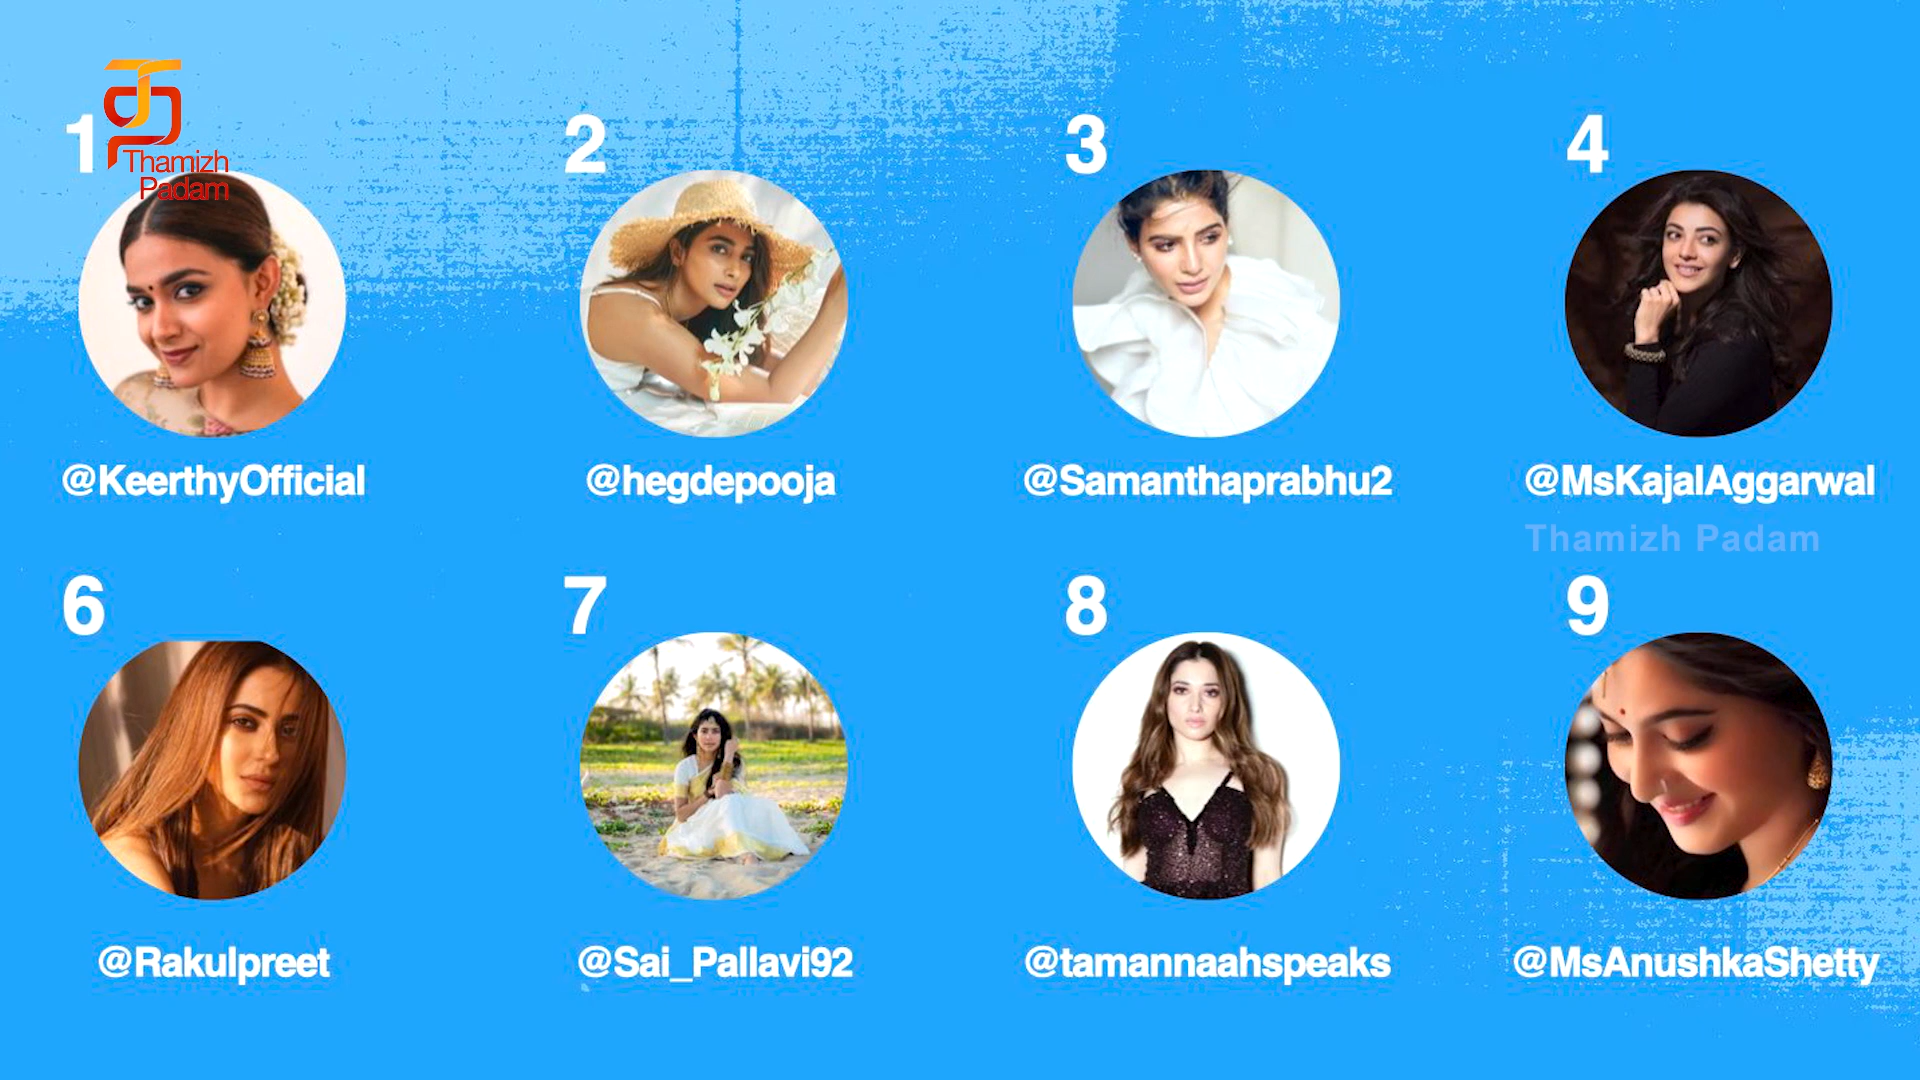 1
Thamizh
Padam
2
3
4
@KeerthyOfficial
@hegdepooja
@Samanthaprabhu2
@MsKajalAggarwal
Thamizh Padam
6
7
8
9
@Rakulpreet
@Sai_Pallavi92
@tamannaahspeaks
@MsAnushkaShetty